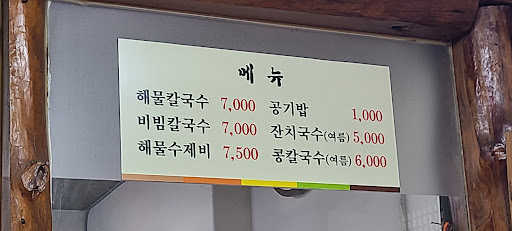 메뉴
해물칼국수 7,000 공기밥 1,000
비빔칼국수 7,000 잔치국수(여름) 5,000
해물수제비 7,500 콩칼국수(여름) 6,000